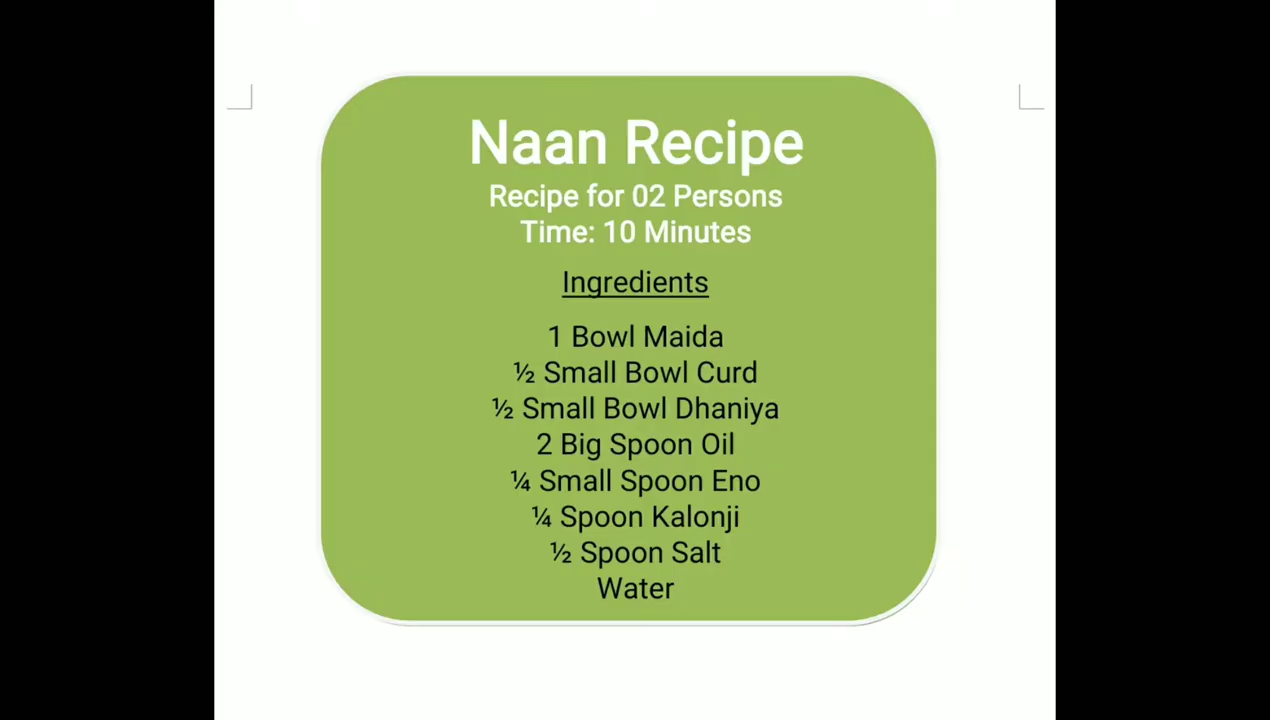 Naan Recipe
Recipe for 02 Persons
Time: 10 Minutes
Ingredients
1 Bowl Maida
½ Small Bowl Curd
½ Small Bowl Dhaniya
2 Big Spoon Oil
¼ Small Spoon Eno
¼ Spoon Kalonji
½ Spoon Salt
Water